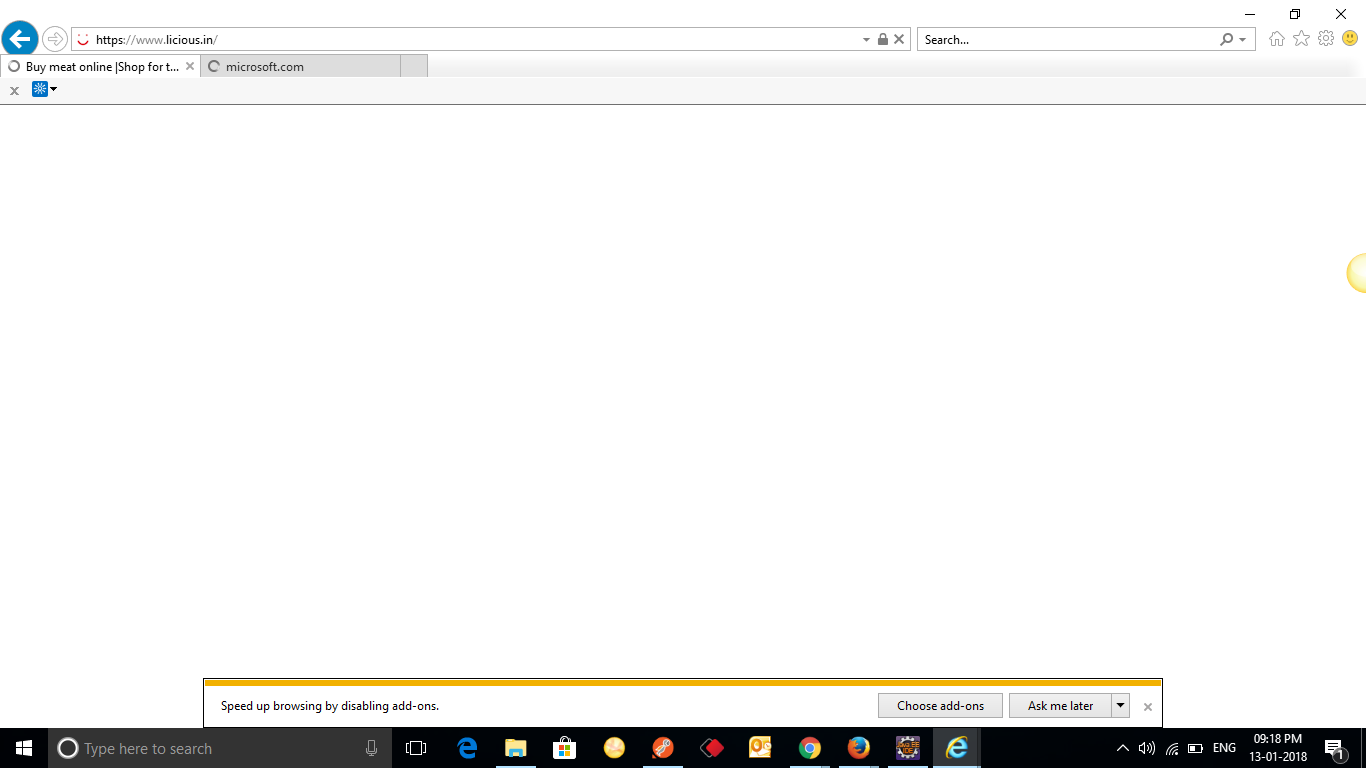 https://www.licious.in/
Search...
Buy meat online |Shop for t...
microsoft.com
Speed up browsing by disabling add-ons.
Choose add-ons
Ask me later
Type here to search
ENG
09:18 PM
13-01-2018
1